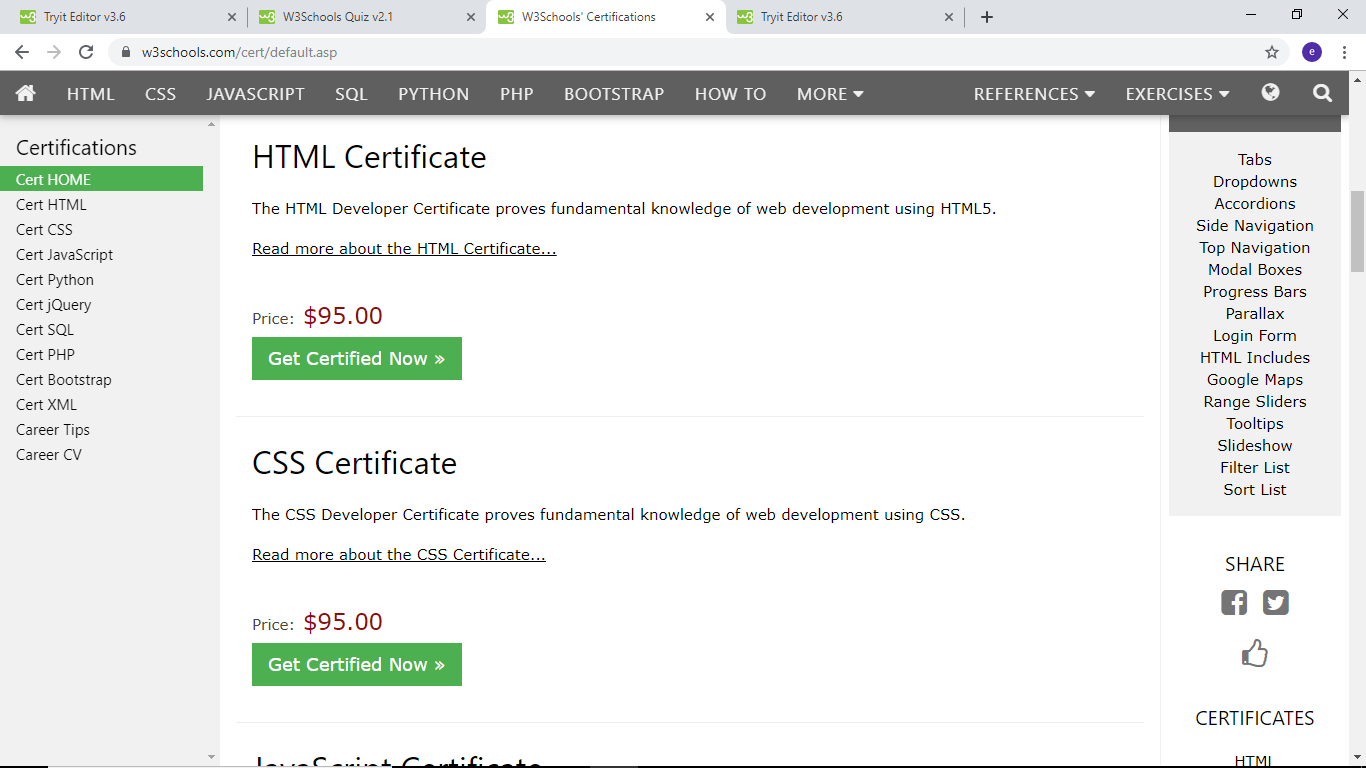 Tryit Editor v3.6
W3Schools Quiz v2.1
W3Schools' Certifications
Tryit Editor v3.6
w3schools.com/cert/default.asp
e
HTML
CSS
JAVASCRIPT
SQL
PYTHON
PHP
BOOTSTRAP
HOW TO
MORE
REFERENCES
EXERCISES
Certifications
Cert HOME
Cert HTML
Cert CSS
Cert JavaScript
Cert Python
Cert jQuery
Cert SQL
Cert PHP
Cert Bootstrap
Cert XML
Career Tips
Career CV
HTML Certificate
The HTML Developer Certificate proves fundamental knowledge of web development using HTML5.
Read more about the HTML Certificate...
Price: $95.00
Get Certified Now »
CSS Certificate
The CSS Developer Certificate proves fundamental knowledge of web development using CSS.
Read more about the CSS Certificate...
Price: $95.00
Get Certified Now »
JavaScript Certificate
Tabs
Dropdowns
Accordions
Side Navigation
Top Navigation
Modal Boxes
Progress Bars
Parallax
Login Form
HTML Includes
Google Maps
Range Sliders
Tooltips
Slideshow
Filter List
Sort List
SHARE
CERTIFICATES
HTML